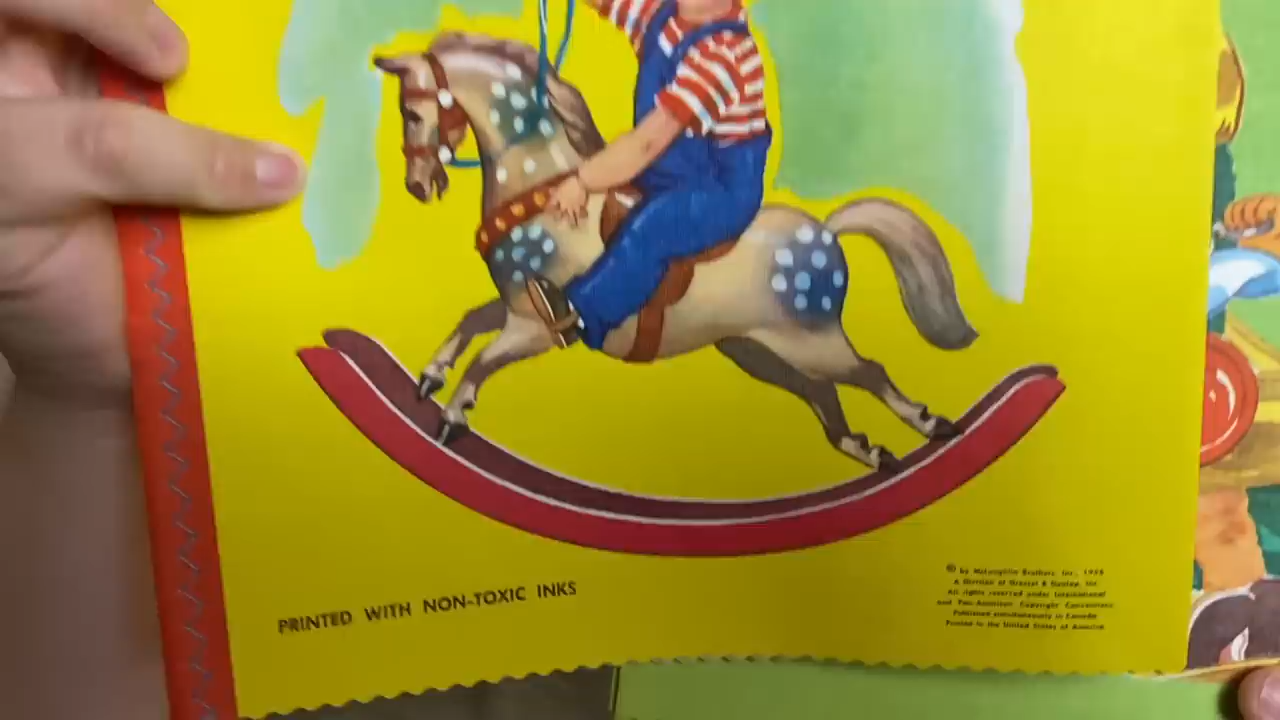 PRINTED WITH NON-TOXIC INKS
© by McLoughlin Brothers, Inc., 1958
A Division of Grosset & Dunlap, Inc.
All rights reserved under International
and Pan-American Copyright Conventions
Published simultaneously in Canada
Printed in the United States of America